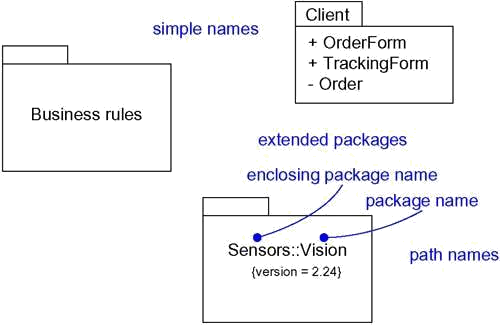 simple names
Client
+ OrderForm
+ TrackingForm
- Order
Business rules
extended packages
enclosing package name
package name
Sensors::Vision
{version = 2.24}
path names